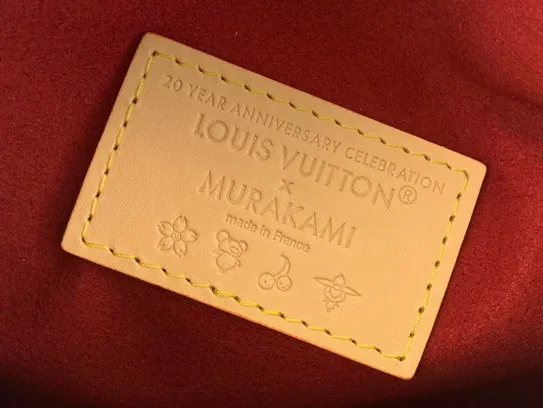 20 YEAR ANNIVERSARY CELEBRATION
LOUIS VUITTON®
x
MURAKAMI
made in France